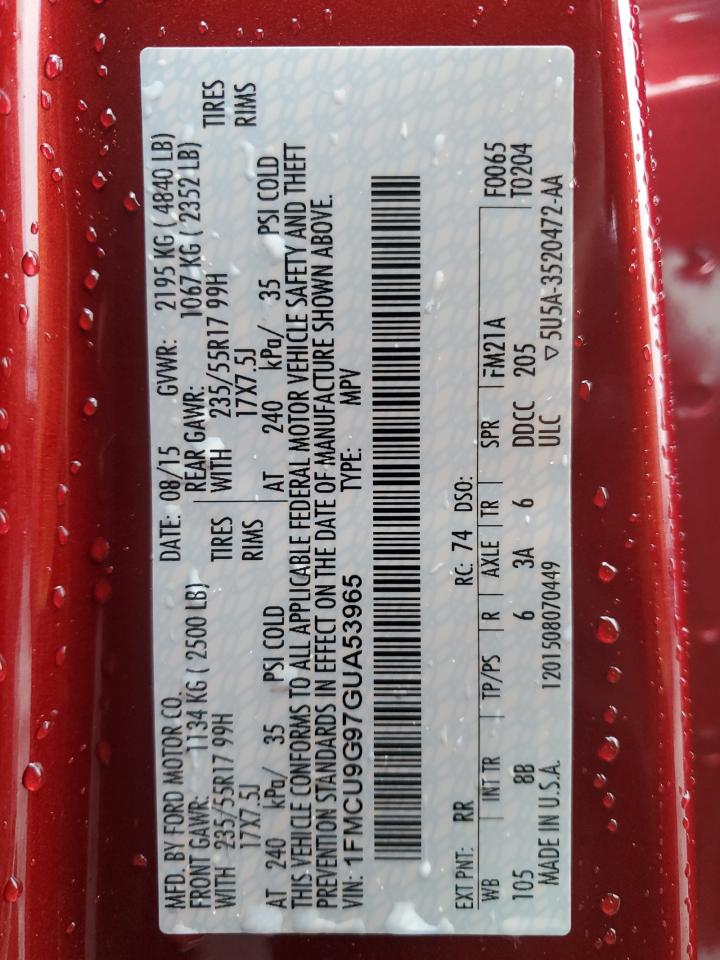 MFD. BY FORD MOTOR CO. DATE: 08/15 GVWR: 2195 KG ( 4840 LB)
FRONT GAWR: 1134 KG ( 2500 LB) REAR GAWR: 1067 KG ( 2352 LB)
WITH 235/55R17 99H TIRES WITH 235/55R17 99H TIRES
17X7.5J RIMS 17X7.5J RIMS
AT 240 kPa/ 35 PSI COLD AT 240 kPa/ 35 PSI COLD
THIS VEHICLE CONFORMS TO ALL APPLICABLE FEDERAL MOTOR VEHICLE SAFETY AND THEFT
PREVENTION STANDARDS IN EFFECT ON THE DATE OF MANUFACTURE SHOWN ABOVE.
VIN: 1FMCU9G97GUA53965 TYPE: MPV
EXT PNT: RR RC: 74 DSO:
WB INT TR TP/PS R AXLE TR SPR FM21A F0065
105 8B 6 3A 6 DDCC 205 T0204
MADE IN U.S.A. 1201508070449 ULC ▽ 5U5A-3520472-AA